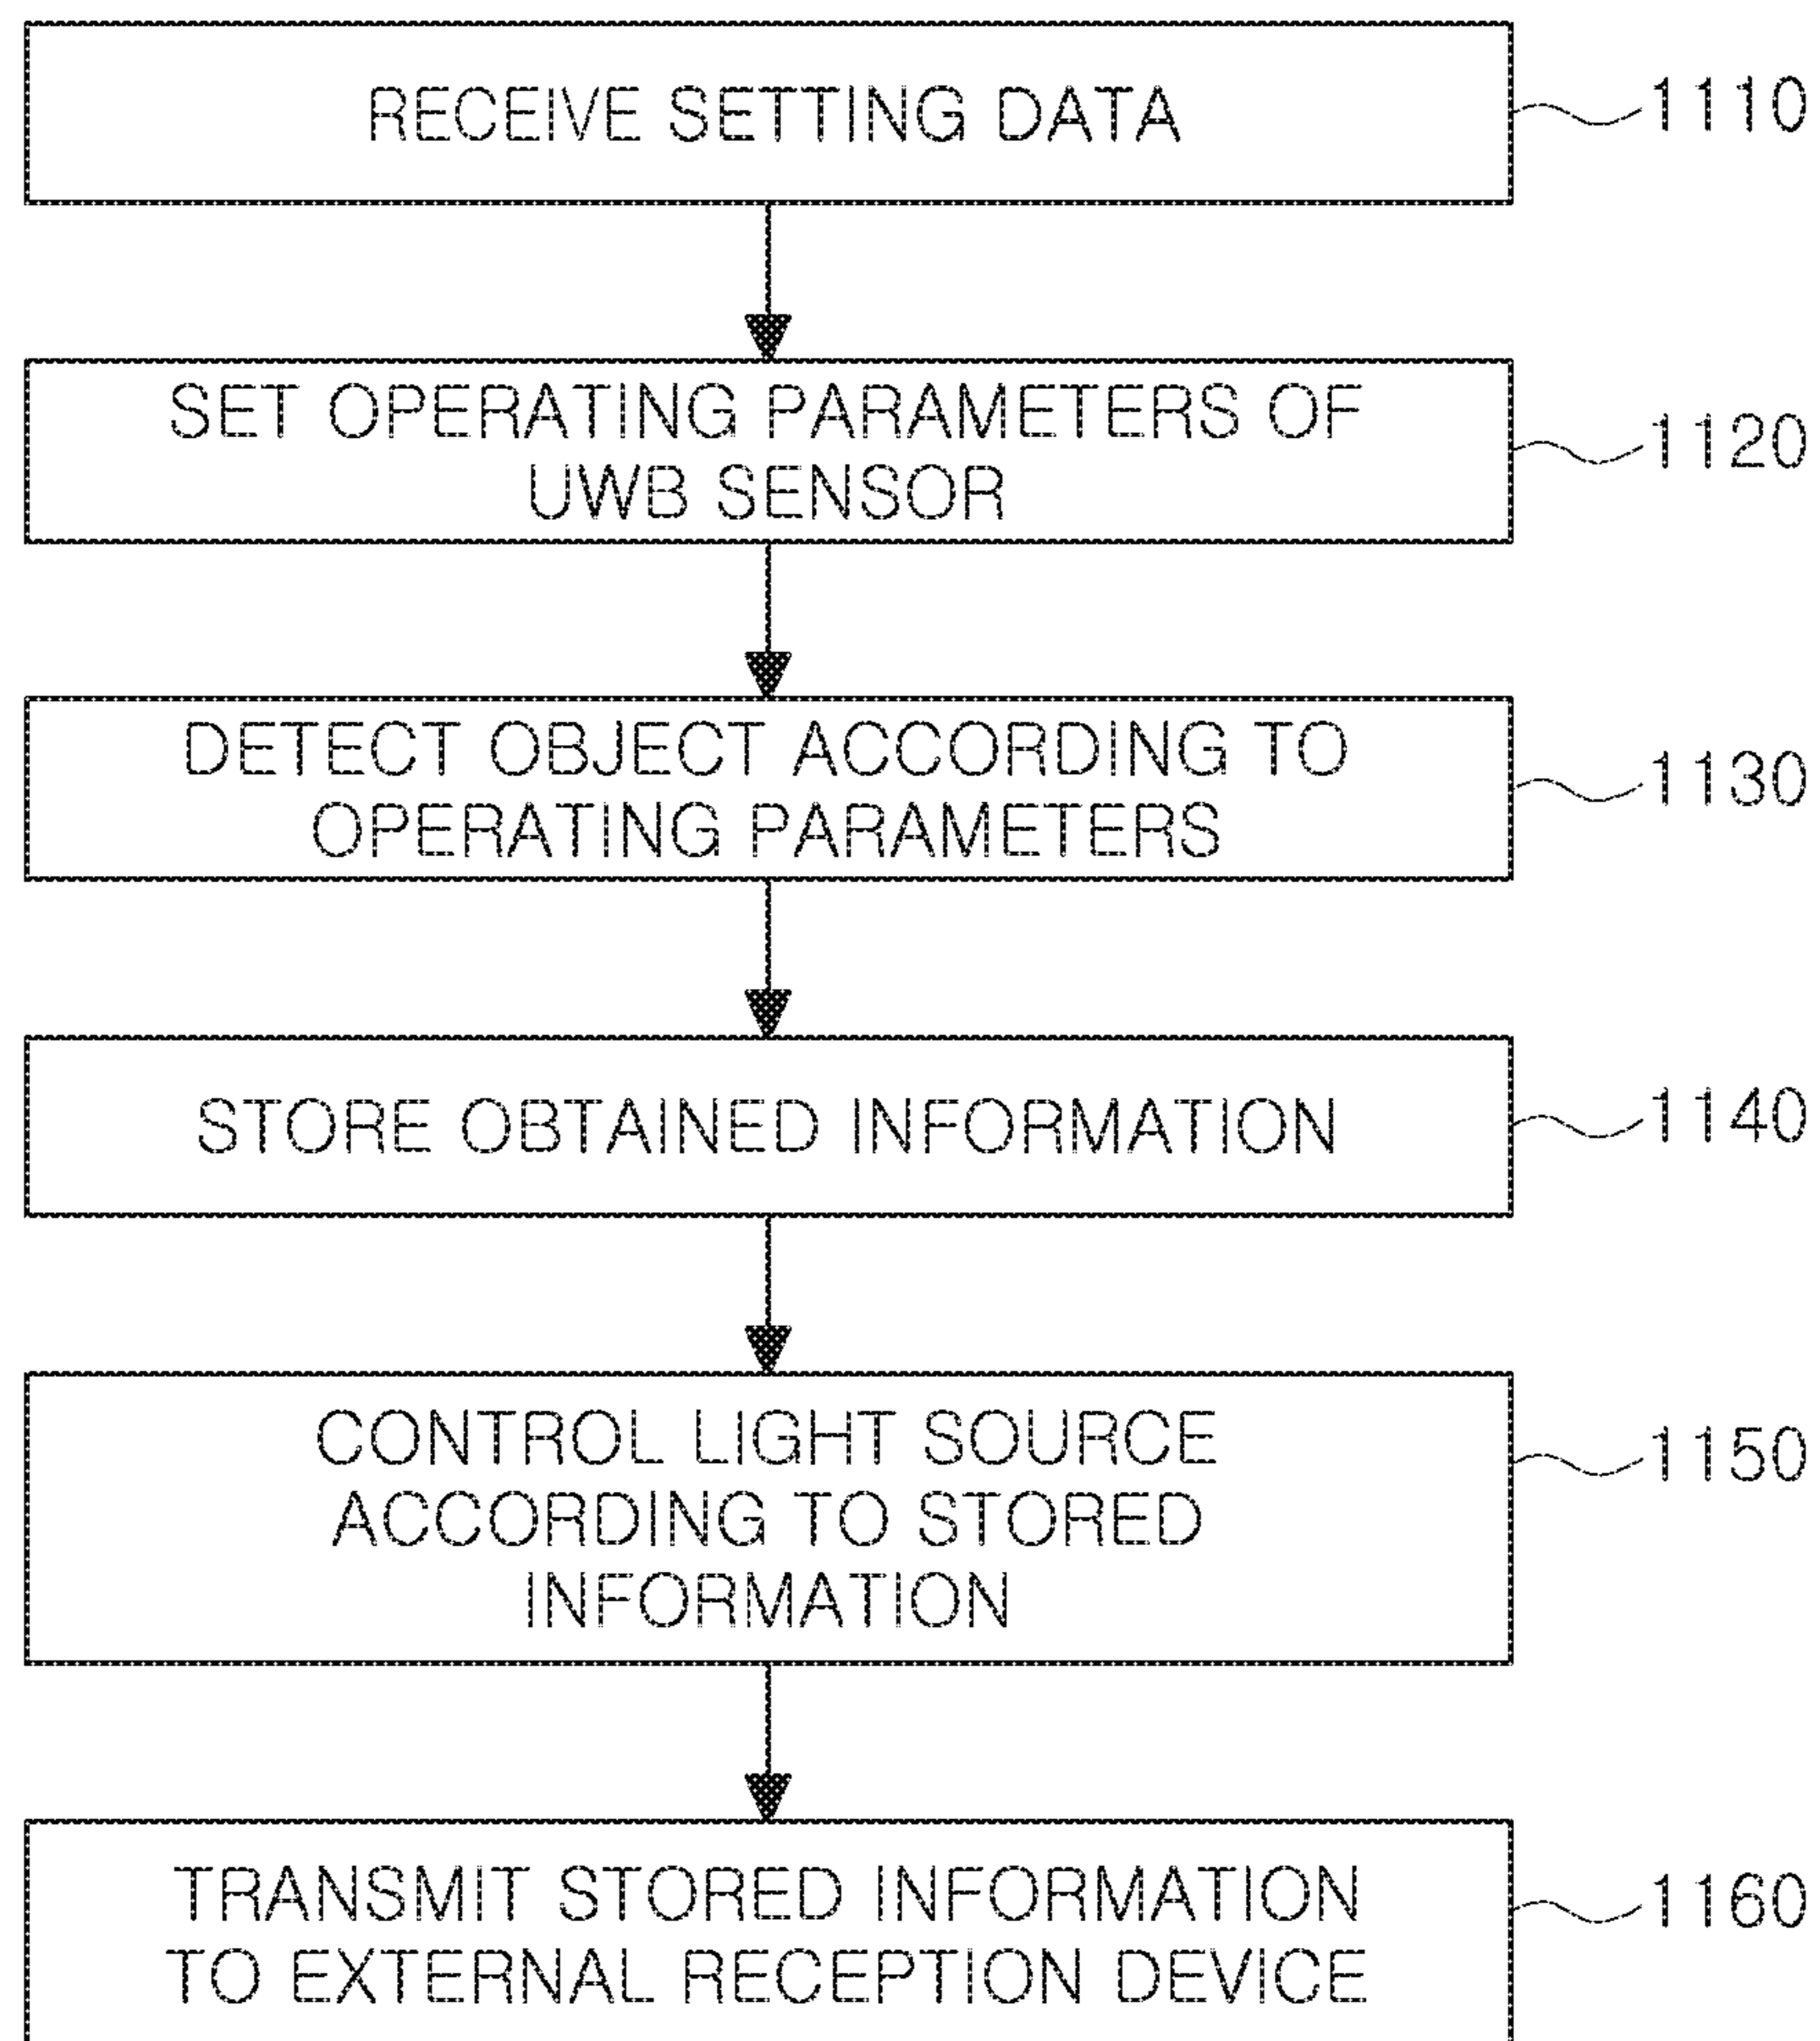 RECEIVE SETTING DATA
1110
SET OPERATING PARAMETERS OF
UWB SENSOR
1120
DETECT OBJECT ACCORDING TO
OPERATING PARAMETERS
1130
STORE OBTAINED INFORMATION
1140
CONTROL LIGHT SOURCE
ACCORDING TO STORED
INFORMATION
1150
TRANSMIT STORED INFORMATION
TO EXTERNAL RECEPTION DEVICE
1160